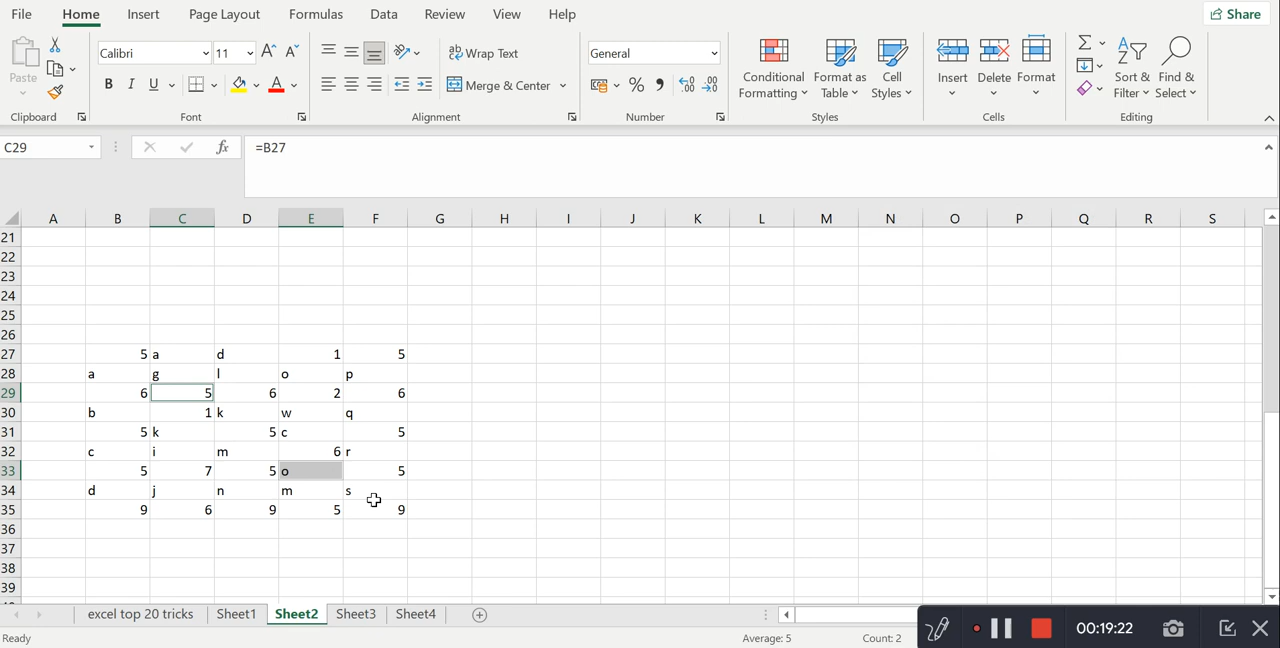 File Home Insert Page Layout Formulas Data Review View Help Share
Calibri 11 Wrap Text General
Paste B I U Merge & Center % , Conditional Formatting Format as Table Cell Styles Insert Delete Format Σ Sort & Filter Find & Select
Clipboard Font Alignment Number Styles Cells Editing
C29 fx =B27
A B C D E F G H I J K L M N O P Q R S
21
22
23
24
25
26
27 5 a d 1 5
28 a g l o p
29 6 5 6 2 6
30 b 1 k w q
31 5 k 5 c 5
32 c i m 6 r
33 5 7 5 o 5
34 d j n m s
35 9 6 9 5 9
36
37
38
39
excel top 20 tricks Sheet1 Sheet2 Sheet3 Sheet4
Ready Average: 5 Count: 2 00:19:22